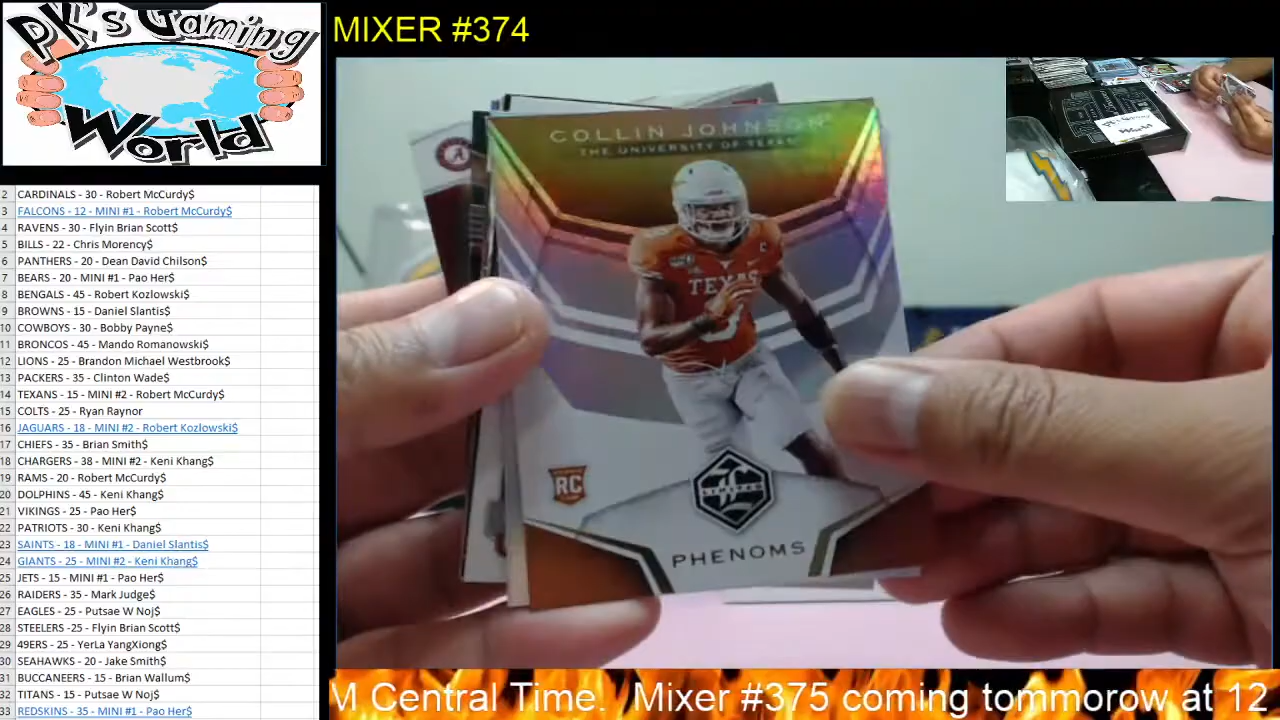 PK's Gaming
World
MIXER #374
2 CARDINALS - 30 - Robert McCurdy$
3 FALCONS - 12 - MINI #1 - Robert McCurdy$
4 RAVENS - 30 Flyin Brian Scott$
5 BILLS - 22 - Chris Morency$
6 PANTHERS - 20 - Dean David Chilson$
7 BEARS - 20 - MINI #1 - Pao Her$
8 BENGALS - 45 - Robert Kozlowski$
9 BROWNS - 15 - Daniel Slantis$
10 COWBOYS - 30 - Bobby Payne$
11 BRONCOS - 45 - Mando Romanowski$
12 LIONS - 25 - Brandon Michael Westbrook$
13 PACKERS - 35 - Clinton Wade$
14 TEXANS - 15 - MINI #2 - Robert McCurdy$
15 COLTS - 25 - Ryan Raynor
16 JAGUARS - 18 - MINI #2 - Robert Kozlowski$
17 CHIEFS - 35 - Brian Smith$
18 CHARGERS - 38 - MINI #2 - Keni Khang$
19 RAMS - 20 - Robert McCurdy$
20 DOLPHINS - 45 - Keni Khang$
21 VIKINGS - 25 - Pao Her$
22 PATRIOTS - 30 - Keni Khang$
23 SAINTS - 18 - MINI #1 - Daniel Slantis$
24 GIANTS - 25 - MINI #2 - Keni Khang$
25 JETS - 15 - MINI #1 - Pao Her$
26 RAIDERS - 35 - Mark Judge$
27 EAGLES - 25 - Putsae W Noj$
28 STEELERS -25 - Flyin Brian Scott$
29 49ERS - 25 - YerLa YangXiong$
30 SEAHAWKS - 20 - Jake Smith$
31 BUCCANEERS - 15 - Brian Wallum$
32 TITANS - 15 - Putsae W Noj$
33 REDSKINS - 35 - MINI #1 - Pao Her$
COLLIN JOHNSON
THE UNIVERSITY OF TEXAS
TEXAS
RC
LIMITED
PHENOMS
M Central Time. Mixer #375 coming tommorow at 12